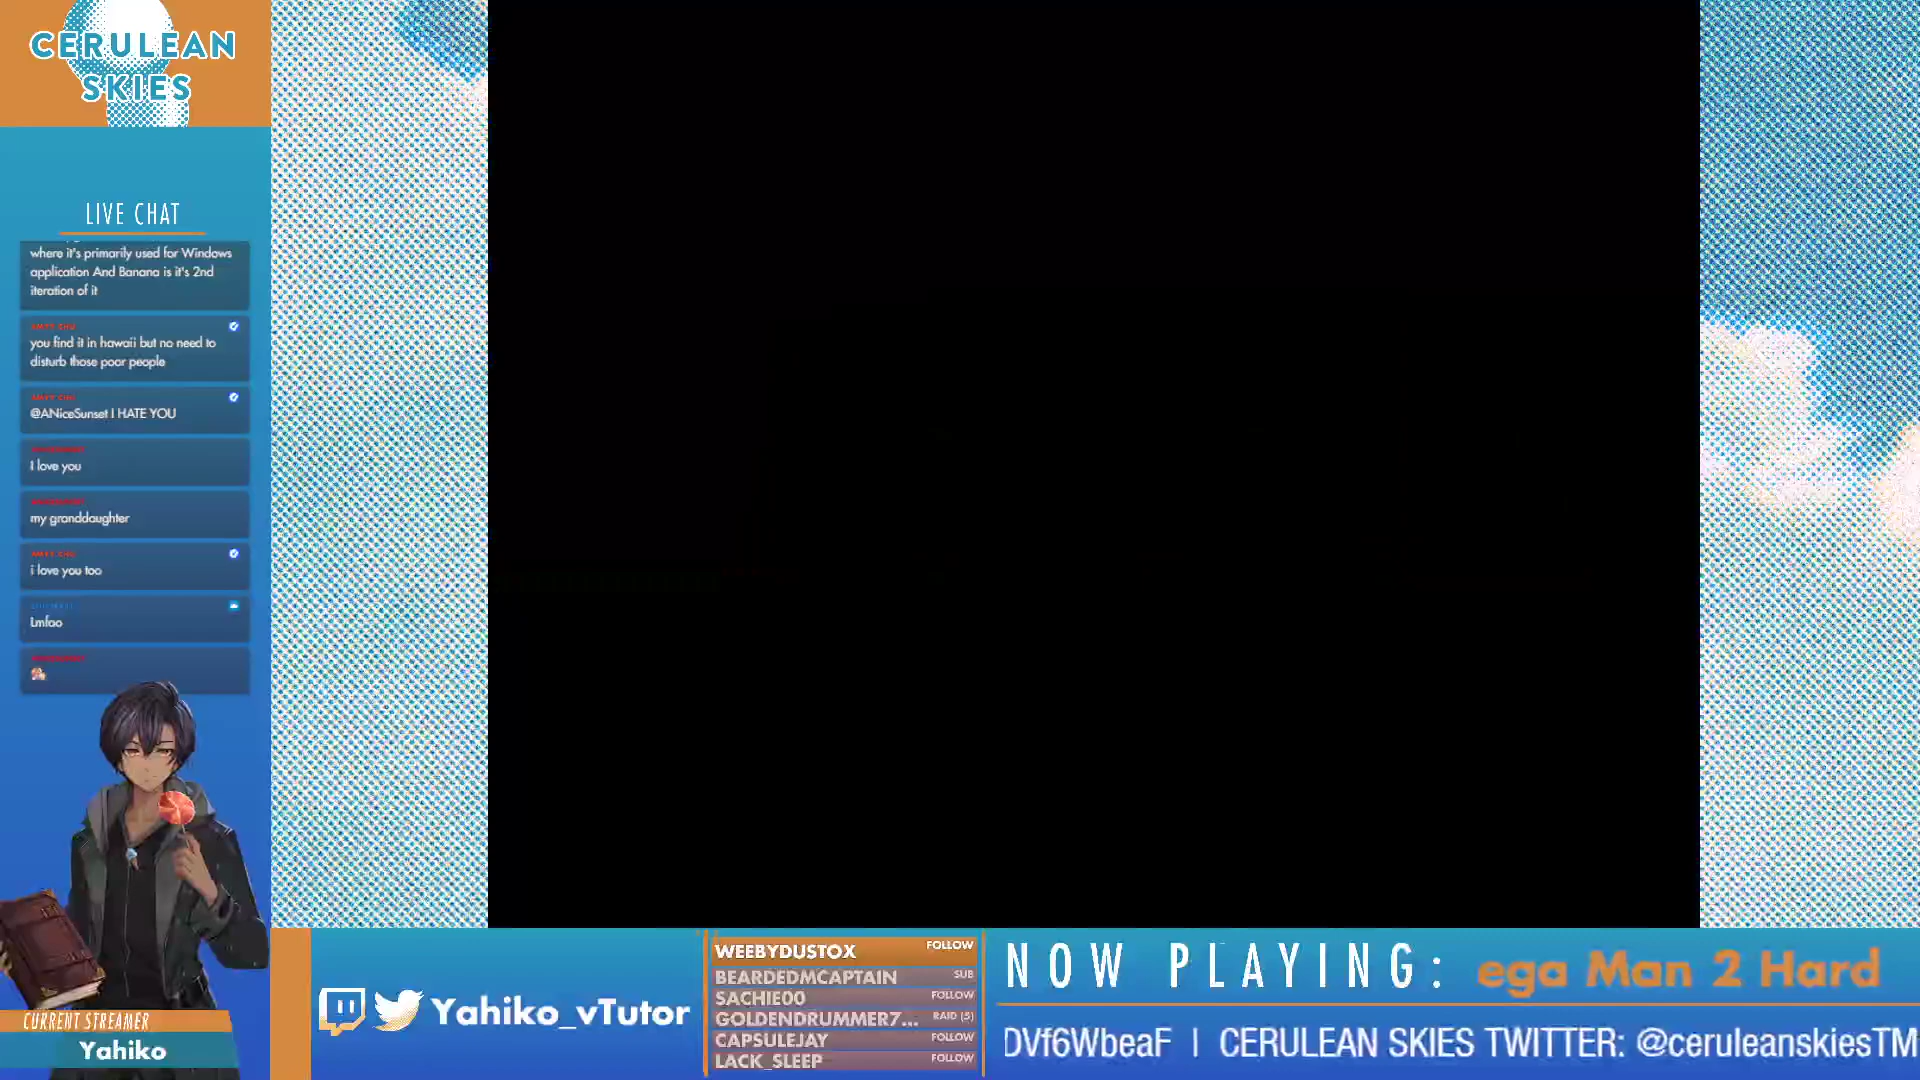 CERULEAN
SKIES
LIVE CHAT
where it's primarily used for Windows
application And Banana is it's 2nd
iteration of it
you find it in hawaii but no need to
disturb those poor people
@ANiceSunset I HATE YOU
I love you
my granddaughter
i love you too
Lmfao
CURRENT STREAMER
Yahiko
Yahiko_vTutor
WEEBYDUSTOX FOLLOW
BEARDEDMCAPTAIN SUB
SACHIE00 FOLLOW
GOLDENDRUMMER7... RAID (5)
CAPSULEJAY FOLLOW
LACK_SLEEP FOLLOW
NOW PLAYING: ega Man 2 Hard
DVf6WbeaF | CERULEAN SKIES TWITTER: @ceruleanskiesTM